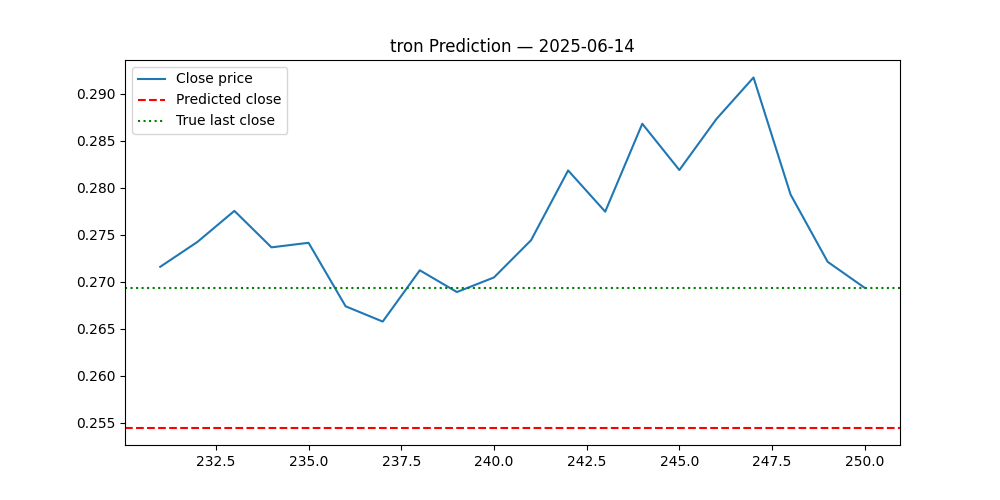 tron Prediction — 2025-06-14
Close price
Predicted close
True last close
0.290
0.285
0.280
0.275
0.270
0.265
0.260
0.255
232.5 235.0 237.5 240.0 242.5 245.0 247.5 250.0